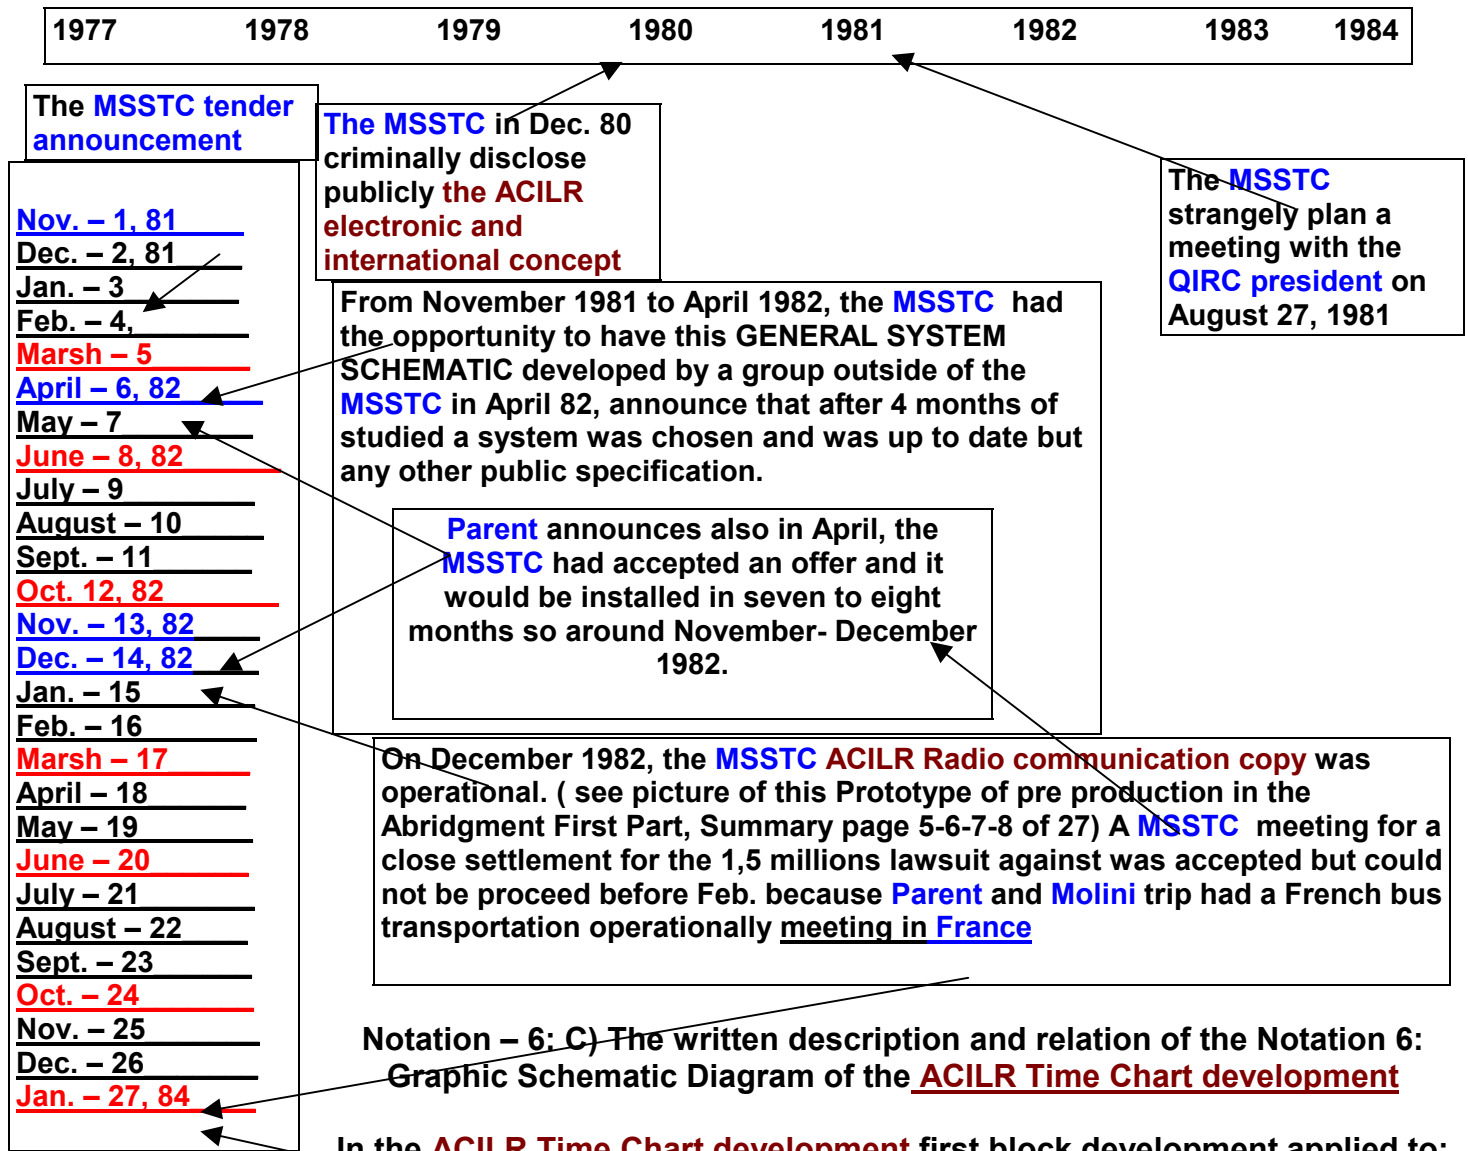 1977 1978 1979 1980 1981 1982 1983 1984
The MSSTC tender
announcement
Nov. – 1, 81
Dec. – 2, 81
Jan. – 3
Feb. – 4,
Marsh – 5
April – 6, 82
May – 7
June – 8, 82
July – 9
August – 10
Sept. – 11
Oct. 12, 82
Nov. – 13, 82
Dec. – 14, 82
Jan. – 15
Feb. – 16
Marsh – 17
April – 18
May – 19
June – 20
July – 21
August – 22
Sept. – 23
Oct. – 24
Nov. – 25
Dec. – 26
Jan. – 27, 84
The MSSTC in Dec. 80
criminally disclose
publicly the ACILR
electronic and
international concept
The MSSTC
strangely plan a
meeting with the
QIRC president on
August 27, 1981
From November 1981 to April 1982, the MSSTC had
the opportunity to have this GENERAL SYSTEM
SCHEMATIC developed by a group outside of the
MSSTC in April 82, announce that after 4 months of
studied a system was chosen and was up to date but
any other public specification.
Parent announces also in April, the
MSSTC had accepted an offer and it
would be installed in seven to eight
months so around November- December
1982.
On December 1982, the MSSTC ACILR Radio communication copy was
operational. ( see picture of this Prototype of pre production in the
Abridgment First Part, Summary page 5-6-7-8 of 27) A MSSTC meeting for a
close settlement for the 1,5 millions lawsuit against was accepted but could
not be proceed before Feb. because Parent and Molini trip had a French bus
transportation operationally meeting in France
Notation – 6: C) The written description and relation of the Notation 6:
Graphic Schematic Diagram of the ACILR Time Chart development
In the ACILR Time Chart development first block development applied to: